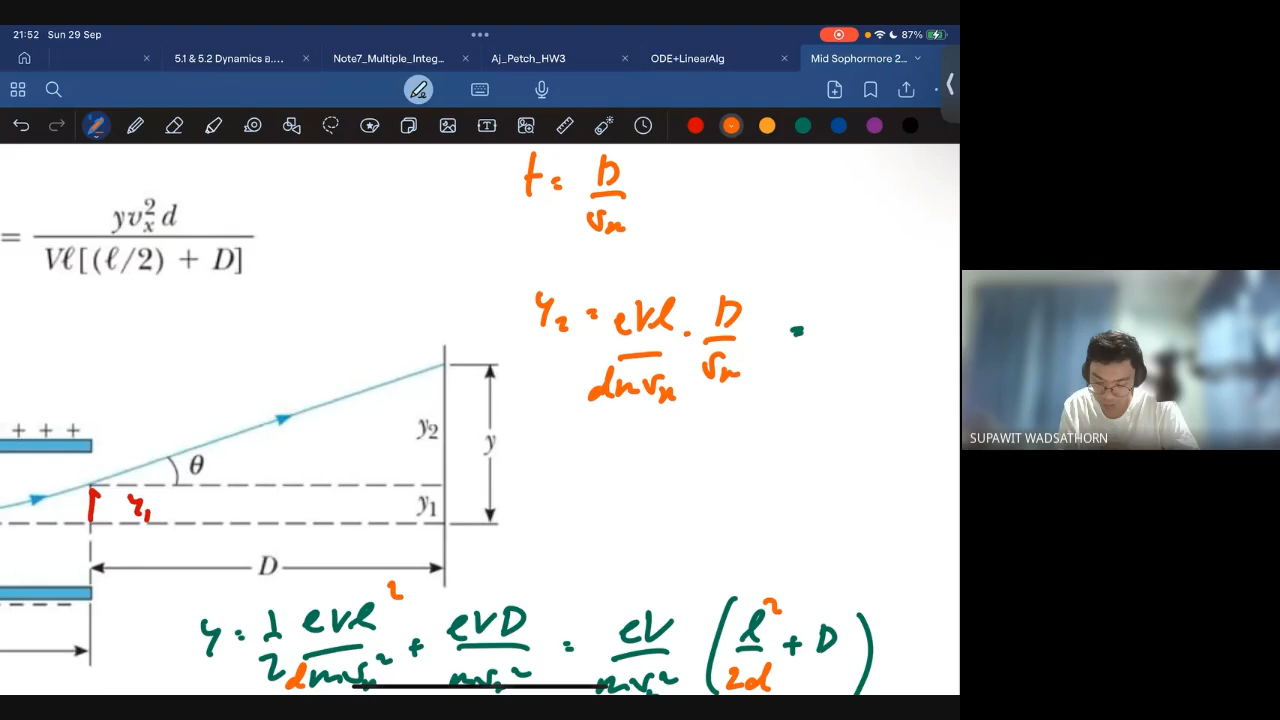 21:52 Sun 29 Sep 87%
5.1 & 5.2 Dynamics a.... Note7_Multiple_Integ... Aj_Petch_HW3 ODE+LinearAlg Mid Sophormore 2...
t = D/vₓ
= yvₓ²d / Vℓ[(ℓ/2) + D]
y₂ = eVl/dmvₓ · D/vₓ =
+ + +
θ
y₂
y
y₁
y₁
D
y = 1/2 eVl²/dmvₓ² + eVD/mvₓ² = eV/mvₓ² (l²/2d + D)
SUPAWIT WADSATHORN